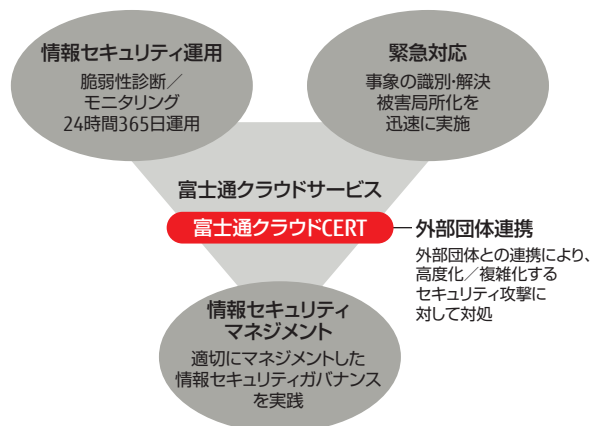 情報セキュリティ運用
脆弱性診断／
モニタリング
24時間365日運用
緊急対応
事象の識別・解決
被害局所化を
迅速に実施
富士通クラウドサービス
富士通クラウドCERT
外部団体連携
外部団体との連携により、
高度化／複雑化する
セキュリティ攻撃に
対して対処
情報セキュリティ
マネジメント
適切にマネジメントした
情報セキュリティガバナンス
を実践